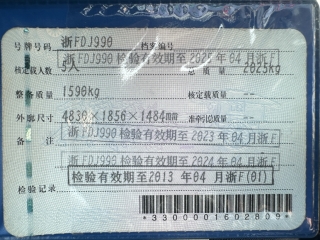 号牌号码 浙FDJ990 档案编号
浙FDJ990检验有效期至2025年04月浙F
核定载人数 5人 总质量 2025kg
整备质量 1590kg 核定载质量 --
外廓尺寸 4830×1856×1484mm 准牵引总质量 --
备注 浙FDJ990检验有效期至2023年04月浙F
浙FDJ990检验有效期至2024年04月浙F
检验有效期至2013年04月浙F(01)
检验记录
*3300001602809*